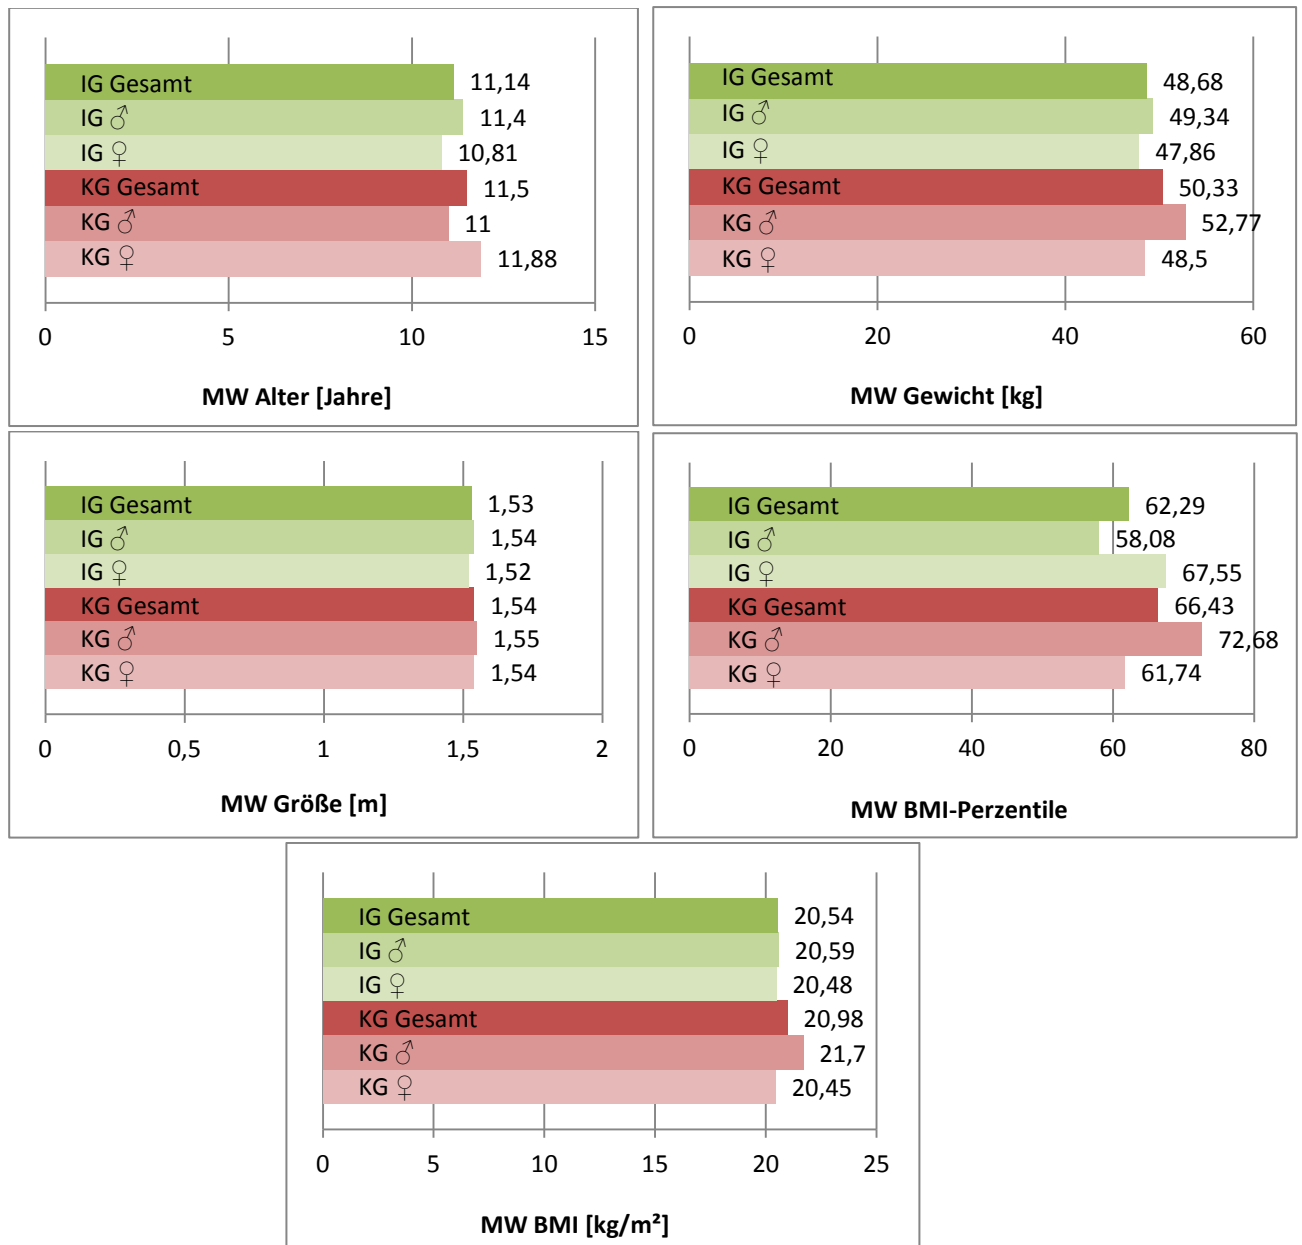 IG Gesamt 11,14
IG ♂ 11,4
IG ♀ 10,81
KG Gesamt 11,5
KG ♂ 11
KG ♀ 11,88
0 5 10 15
MW Alter [Jahre]
IG Gesamt 48,68
IG ♂ 49,34
IG ♀ 47,86
KG Gesamt 50,33
KG ♂ 52,77
KG ♀ 48,5
0 20 40 60
MW Gewicht [kg]
IG Gesamt 1,53
IG ♂ 1,54
IG ♀ 1,52
KG Gesamt 1,54
KG ♂ 1,55
KG ♀ 1,54
0 0,5 1 1,5 2
MW Größe [m]
IG Gesamt 62,29
IG ♂ 58,08
IG ♀ 67,55
KG Gesamt 66,43
KG ♂ 72,68
KG ♀ 61,74
0 20 40 60 80
MW BMI-Perzentile
IG Gesamt 20,54
IG ♂ 20,59
IG ♀ 20,48
KG Gesamt 20,98
KG ♂ 21,7
KG ♀ 20,45
0 5 10 15 20 25
MW BMI [kg/m²]